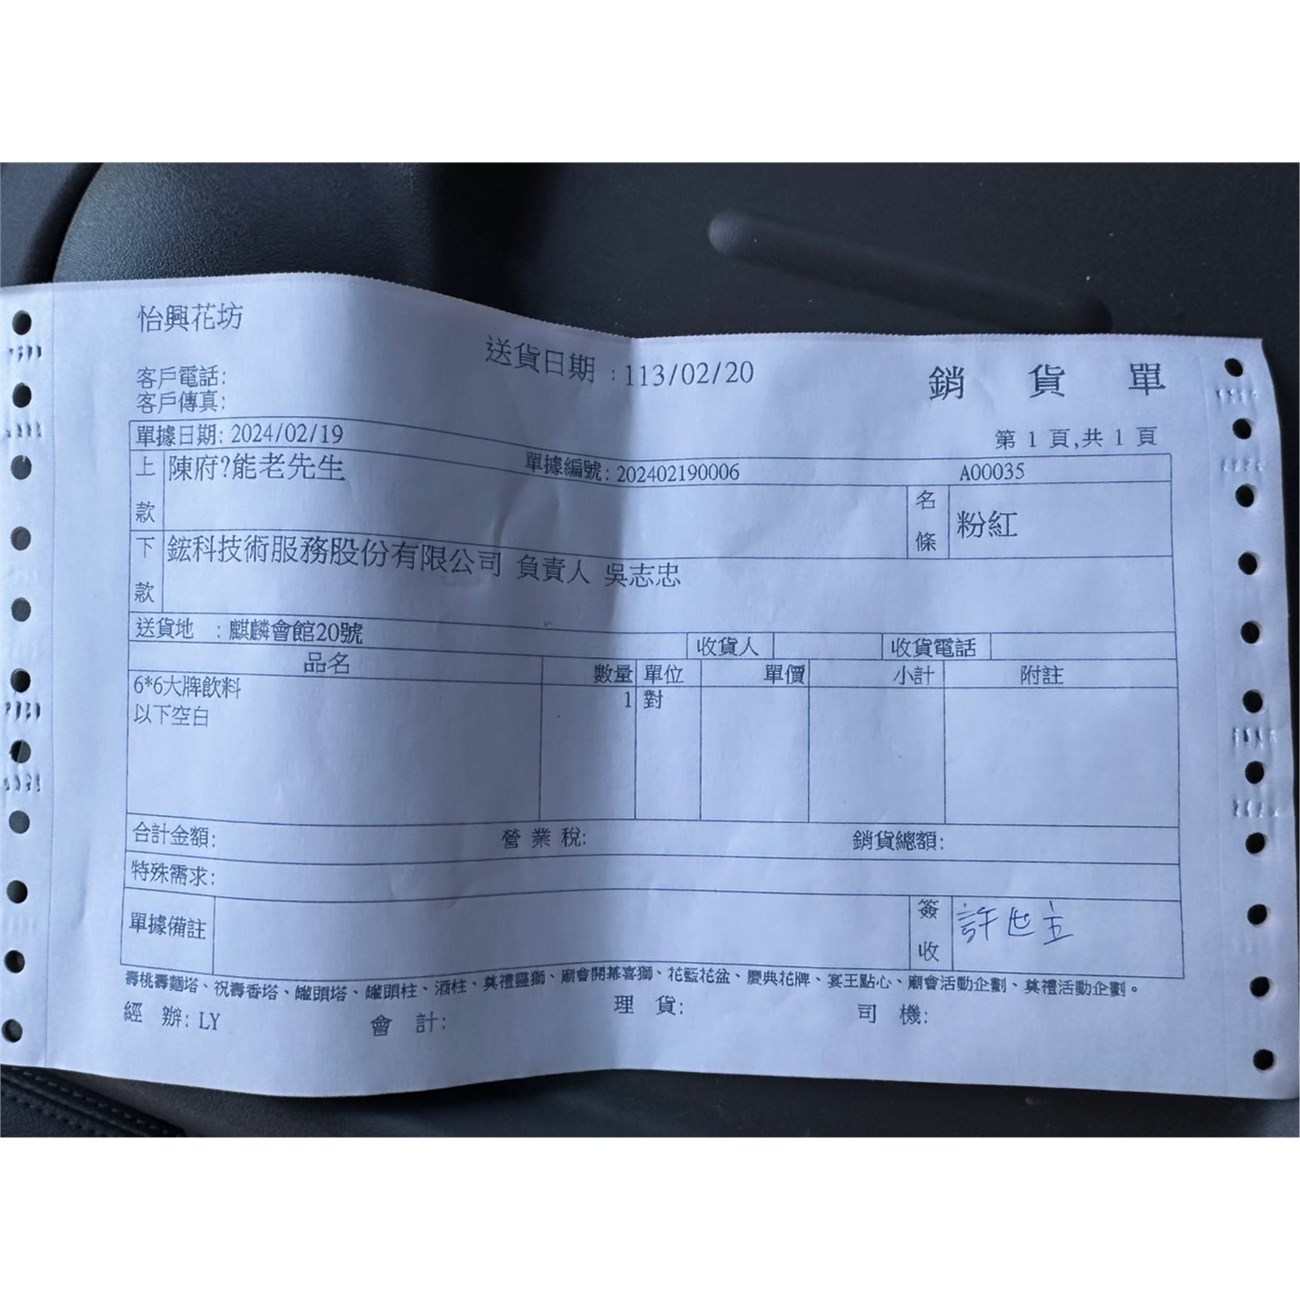 怡興花坊
送貨日期 :113/02/20
銷 貨 單
客戶電話:
客戶傳真:
第 1 頁,共 1 頁
單據日期: 2024/02/19
單據編號: 202402190006
A00035
上款 陳府?能老先生
名條 粉紅
下款 鋐科技術服務股份有限公司 負責人 吳志忠
送貨地 : 麒麟會館20號
收貨人
收貨電話
品名 數量 單位 單價 小計 附註
6*6大牌飲料 1 對
以下空白
合計金額: 營 業 稅: 銷貨總額:
特殊需求:
單據備註
簽收 許世主
壽桃壽麵塔、祝壽香塔、罐頭塔、罐頭柱、酒柱、奠禮靈獅、廟會開幕喜獅、花籃花盆、慶典花牌、宴王點心、廟會活動企劃、奠禮活動企劃。
經 辦: LY 會 計: 理 貨: 司 機: